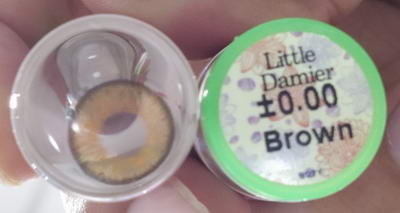 Little
Damier
±0.00
Brown